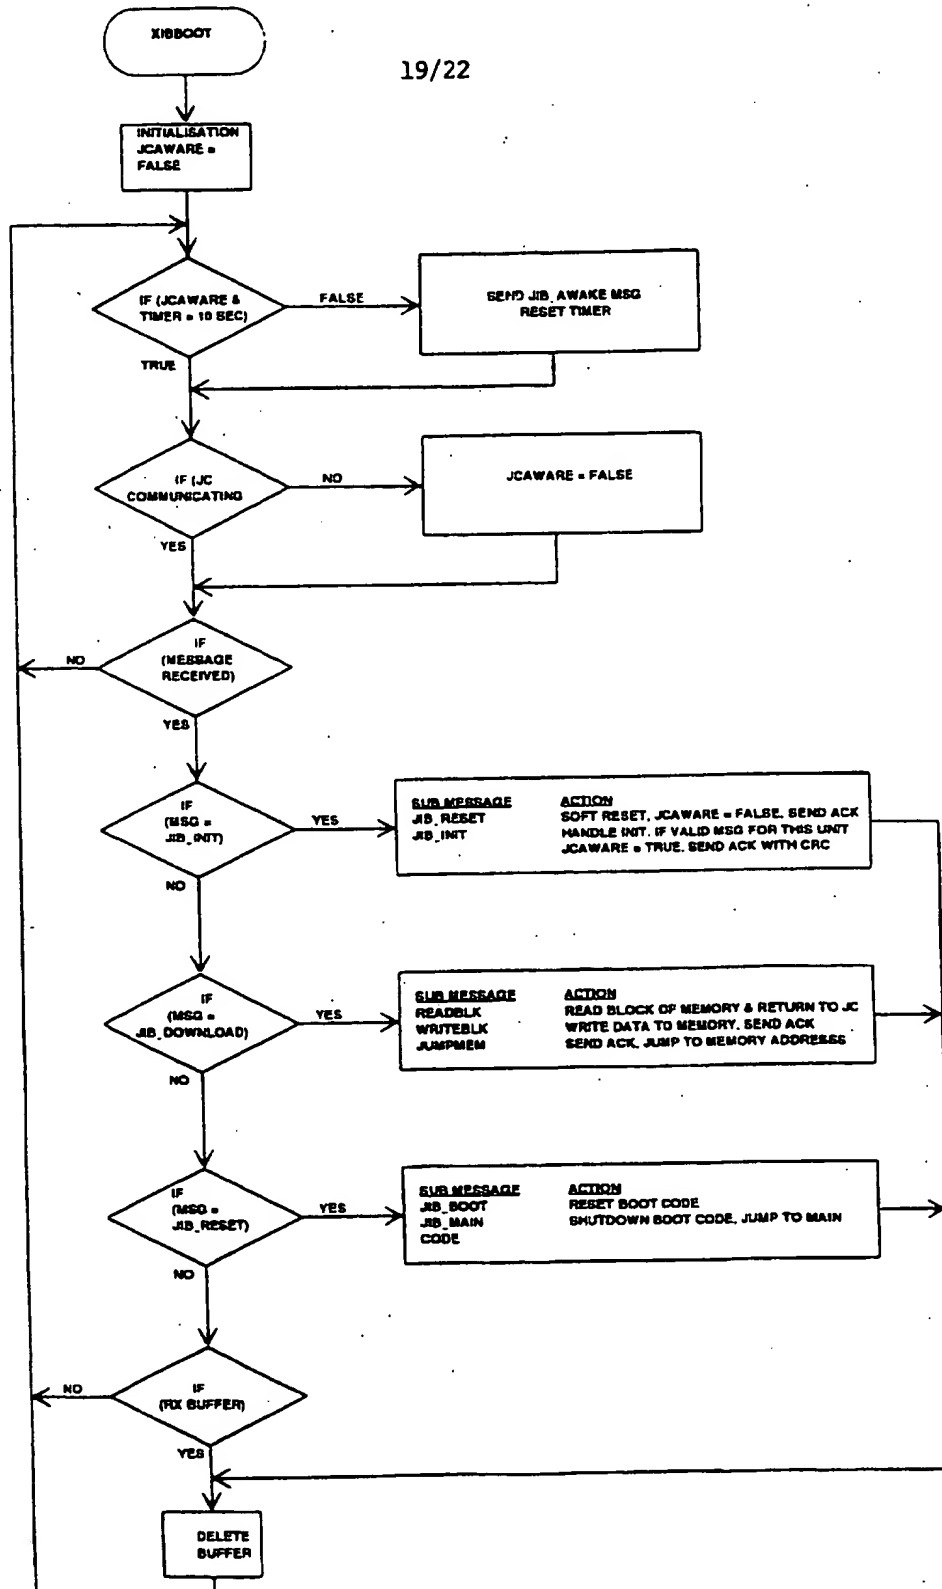 XIBBOOT
19/22
INITIALISATION
JCAWARE =
FALSE
IF (JCAWARE &
TIMER = 10 SEC)
FALSE
SEND JIB_AWAKE MSG
RESET TIMER
TRUE
IF (JC
COMMUNICATING
NO
JCAWARE = FALSE
YES
IF
(MESSAGE
RECEIVED)
NO
YES
IF
(MSG =
JIB_INIT)
YES
SUB MESSAGE ACTION
JIB_RESET SOFT RESET, JCAWARE = FALSE. SEND ACK
JIB_INIT HANDLE INIT. IF VALID MSG FOR THIS UNIT
JCAWARE = TRUE. SEND ACK WITH CRC
NO
IF
(MSG =
JIB_DOWNLOAD)
YES
SUB MESSAGE ACTION
READBLK READ BLOCK OF MEMORY & RETURN TO JC
WRITEBLK WRITE DATA TO MEMORY. SEND ACK
JUMPMEM SEND ACK, JUMP TO MEMORY ADDRESSS
NO
IF
(MSG =
JIB_RESET)
YES
SUB MESSAGE ACTION
JIB_BOOT RESET BOOT CODE
JIB_MAIN SHUTDOWN BOOT CODE, JUMP TO MAIN
CODE
NO
IF
(RX BUFFER)
NO
YES
DELETE
BUFFER